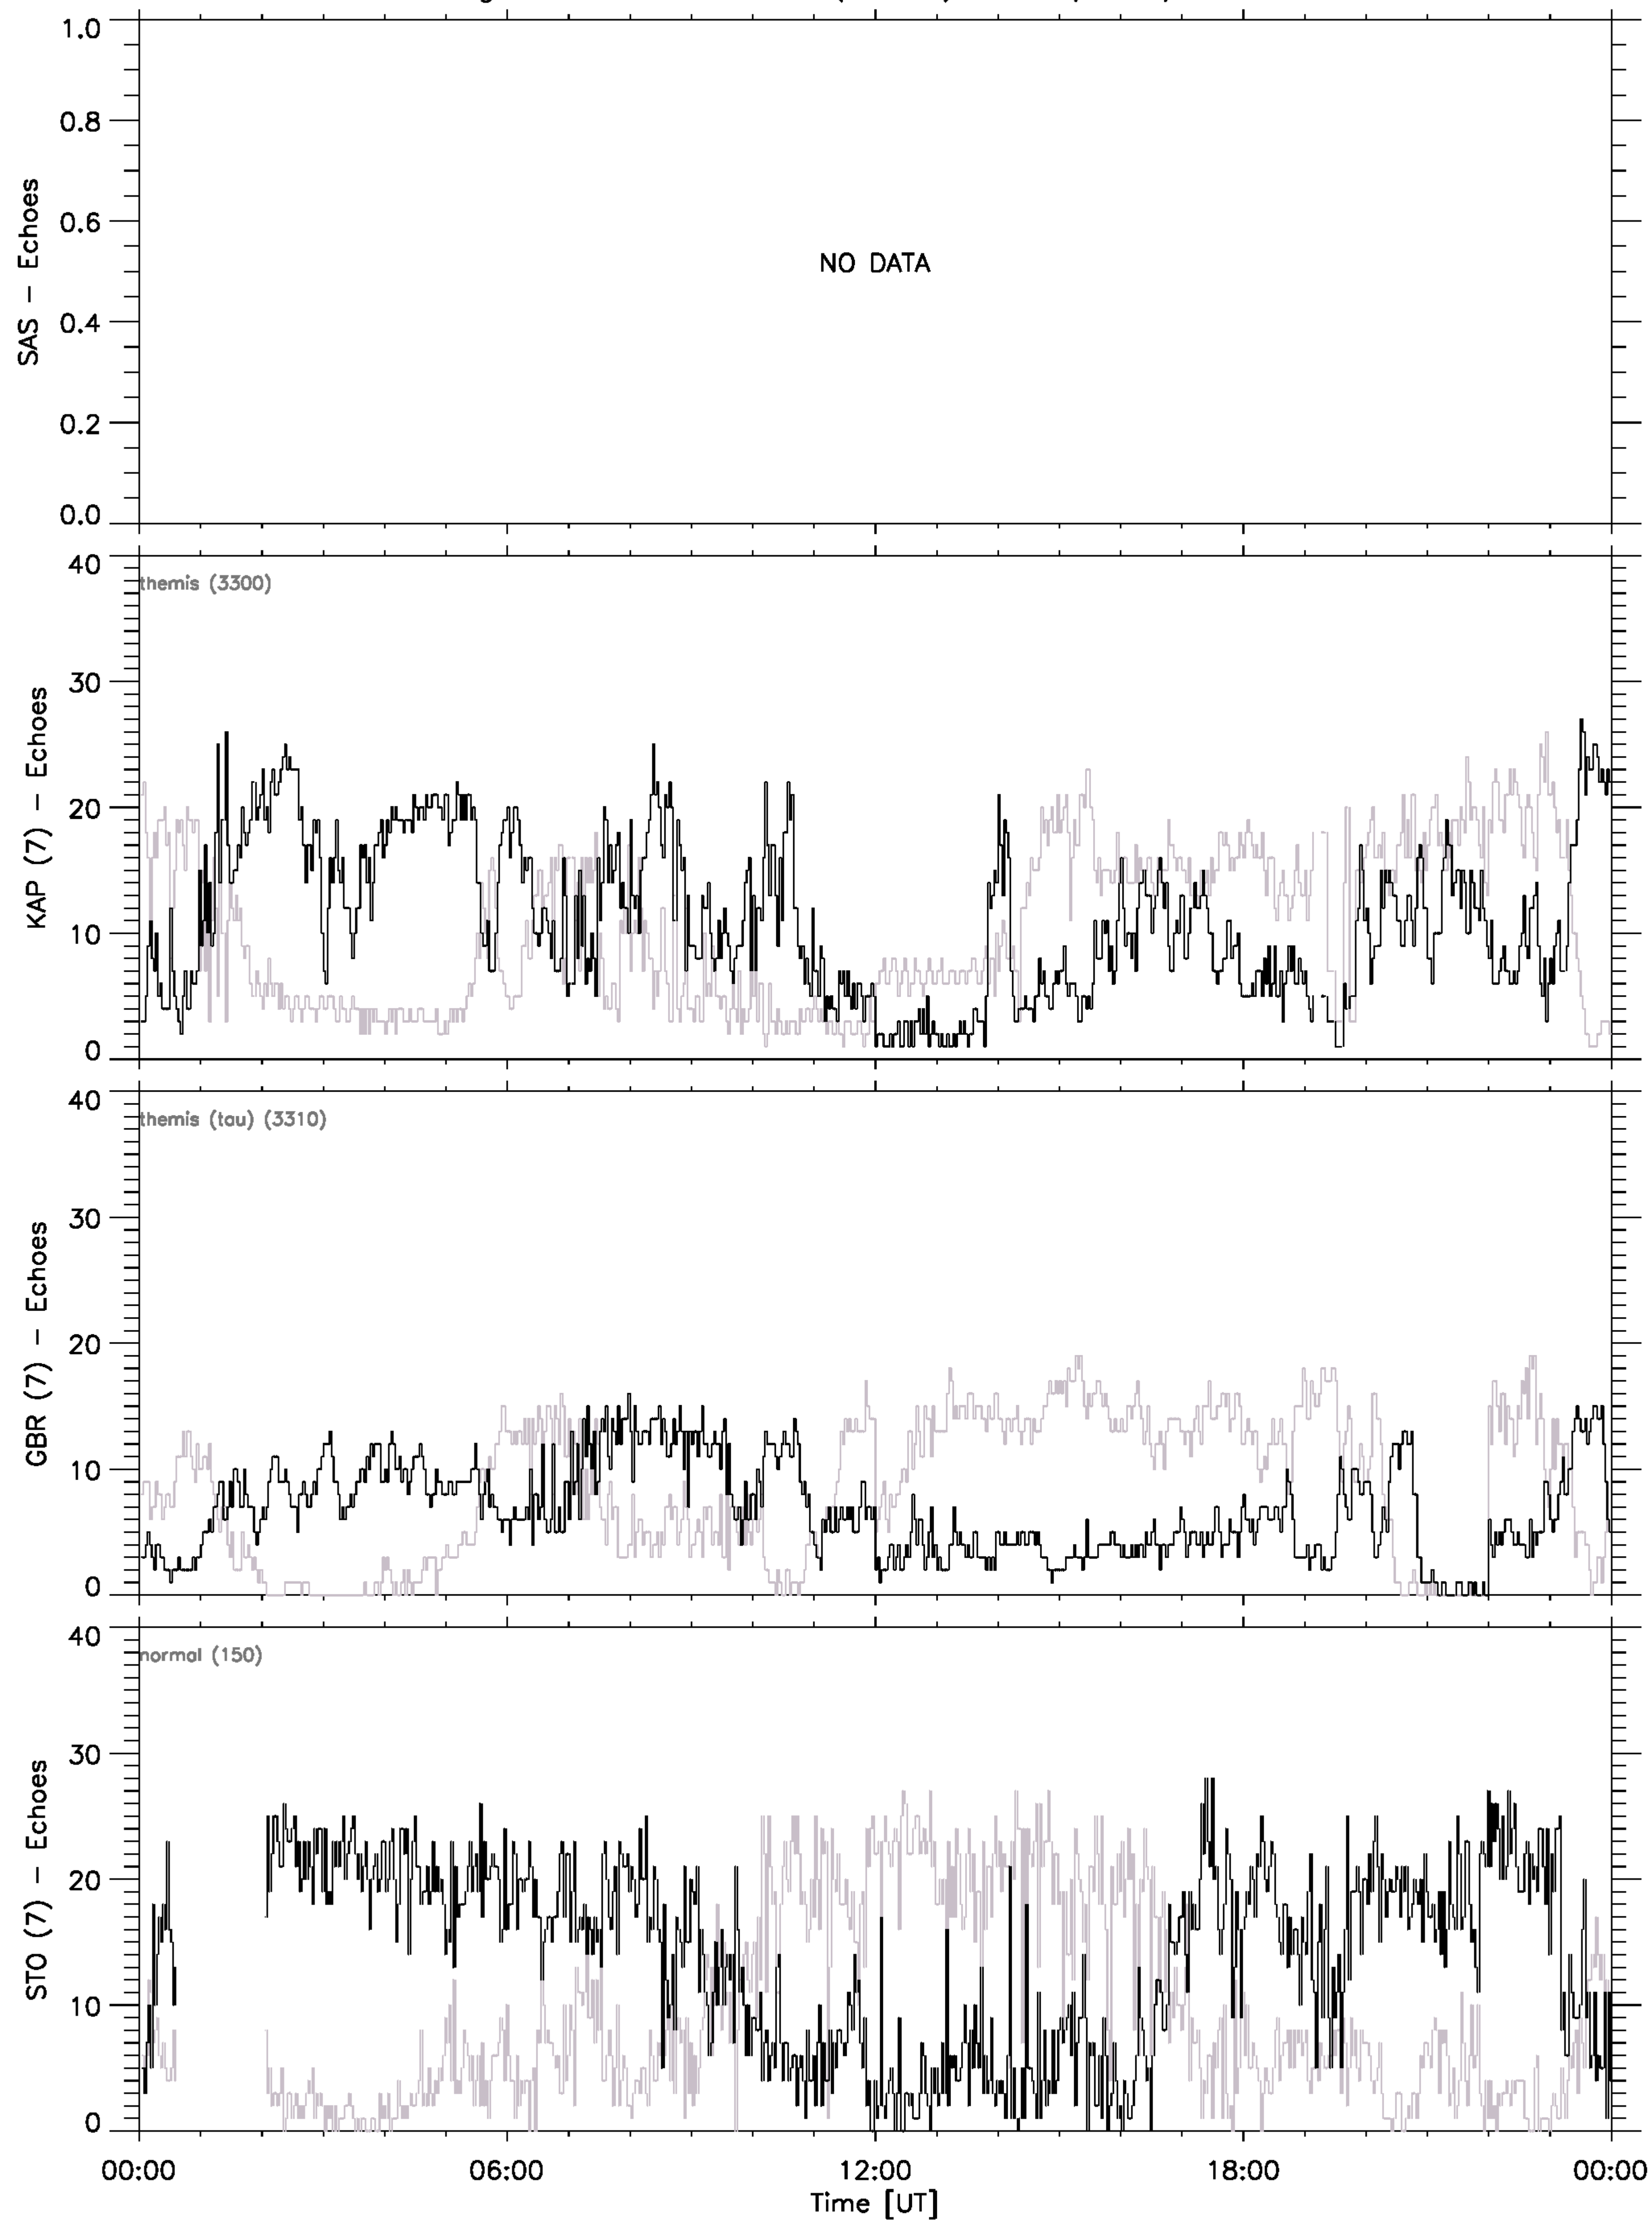 1.0
0.8
0.6
0.4
0.2
0.0
SAS – Echoes
NO DATA
40
30
20
10
0
KAP (7) – Echoes
themis (3300)
40
30
20
10
0
GBR (7) – Echoes
themis (tau) (3310)
40
30
20
10
0
STO (7) – Echoes
normal (150)
00:00 06:00 12:00 18:00 00:00
Time [UT]